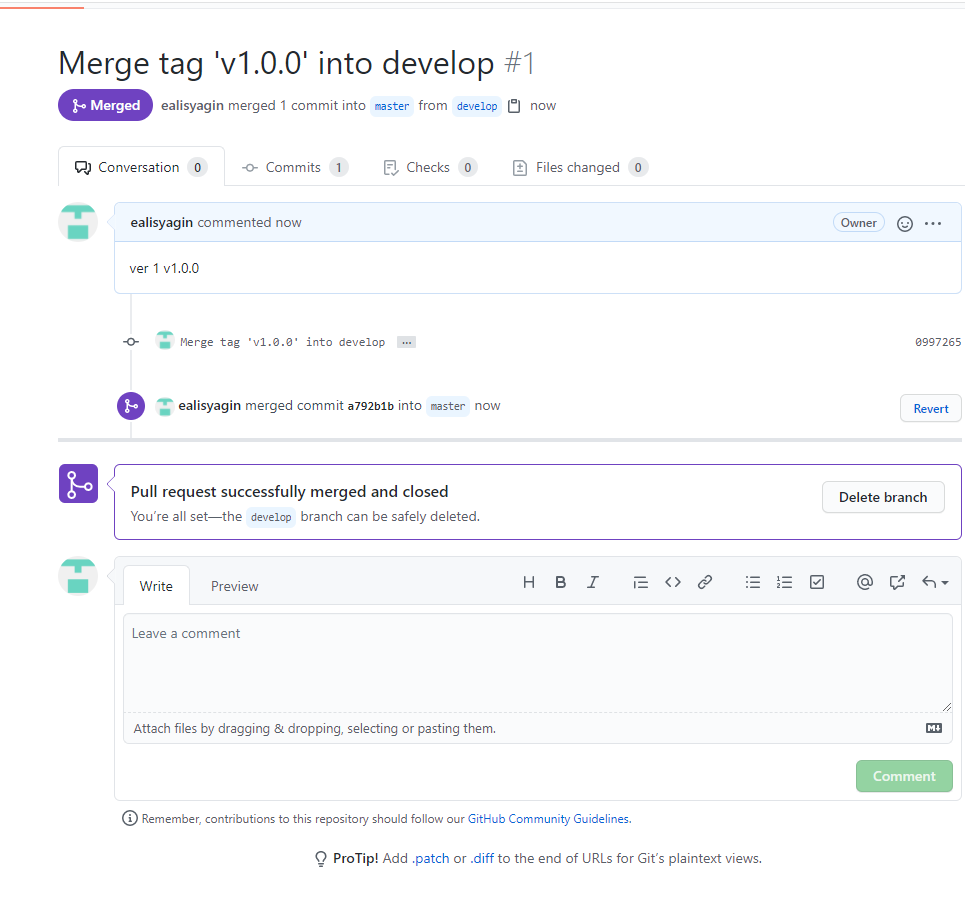 Merge tag 'v1.0.0' into develop #1
Merged ealisyagin merged 1 commit into master from develop now
Conversation 0 Commits 1 Checks 0 Files changed 0
ealisyagin commented now Owner
ver 1 v1.0.0
Merge tag 'v1.0.0' into develop … 0997265
ealisyagin merged commit a792b1b into master now
Revert
Pull request successfully merged and closed
You're all set—the develop branch can be safely deleted.
Delete branch
Write Preview
Leave a comment
Attach files by dragging & dropping, selecting or pasting them.
Comment
Remember, contributions to this repository should follow our GitHub Community Guidelines.
ProTip! Add .patch or .diff to the end of URLs for Git's plaintext views.